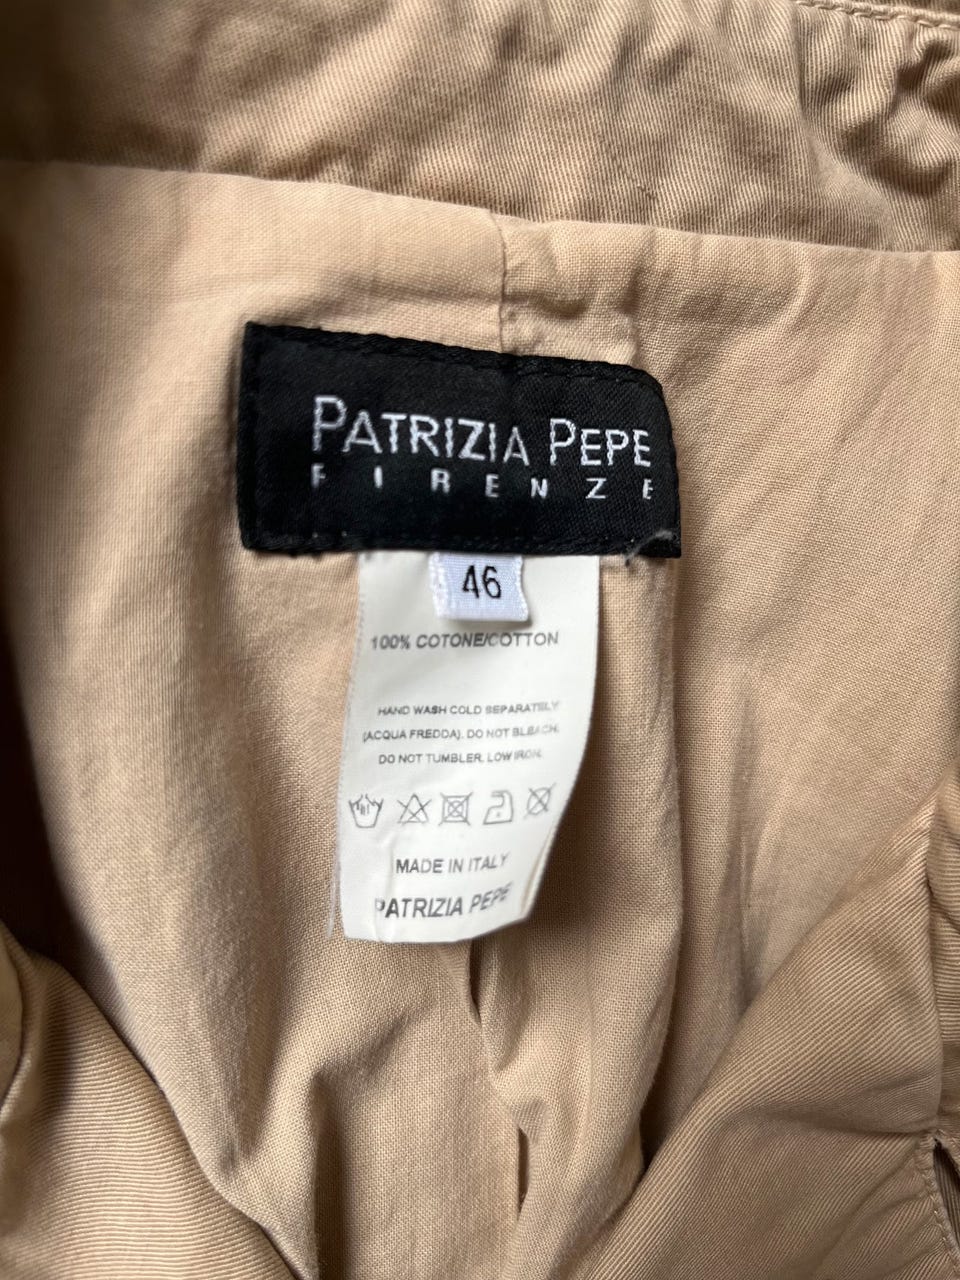 PATRIZIA PEPE
FIRENZE
46
100% COTONE/COTTON
HAND WASH COLD SEPARATELY
(ACQUA FREDDA). DO NOT BLEACH.
DO NOT TUMBLER. LOW IRON.
MADE IN ITALY
PATRIZIA PEPE